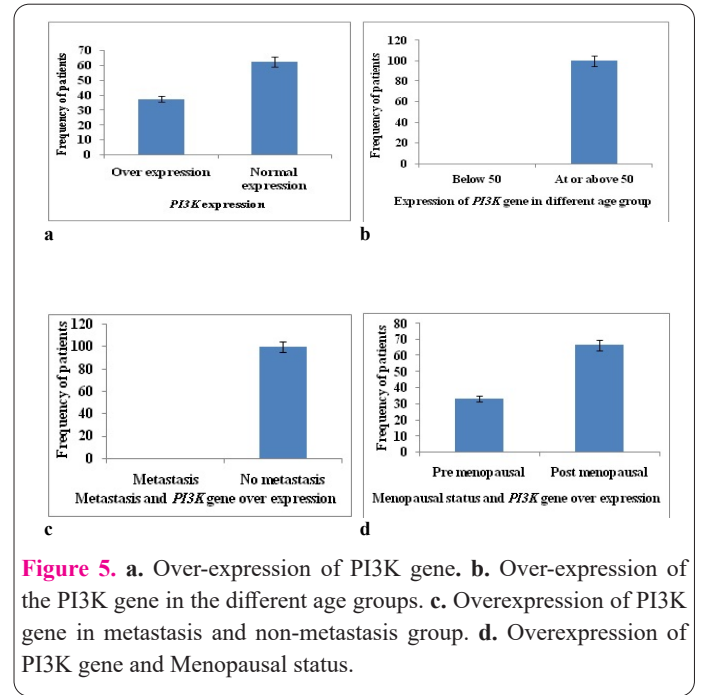 70
60
50
40
30
20
10
0
Frequency of patients
Over expression
Normal expression
PI3K expression
a
120
100
80
60
40
20
0
Frequency of patients
Below 50
At or above 50
Expression of PI3K gene in different age group
b
120
100
80
60
40
20
0
Frequency of patients
Metastasis
No metastasis
Metastasis and PI3K gene over expression
c
80
70
60
50
40
30
20
10
0
Frequency of patients
Pre menopausal
Post menopausal
Menopausal status and PI3K gene over expression
d
Figure 5. a. Over-expression of PI3K gene. b. Over-expression of
the PI3K gene in the different age groups. c. Overexpression of PI3K
gene in metastasis and non-metastasis group. d. Overexpression of
PI3K gene and Menopausal status.